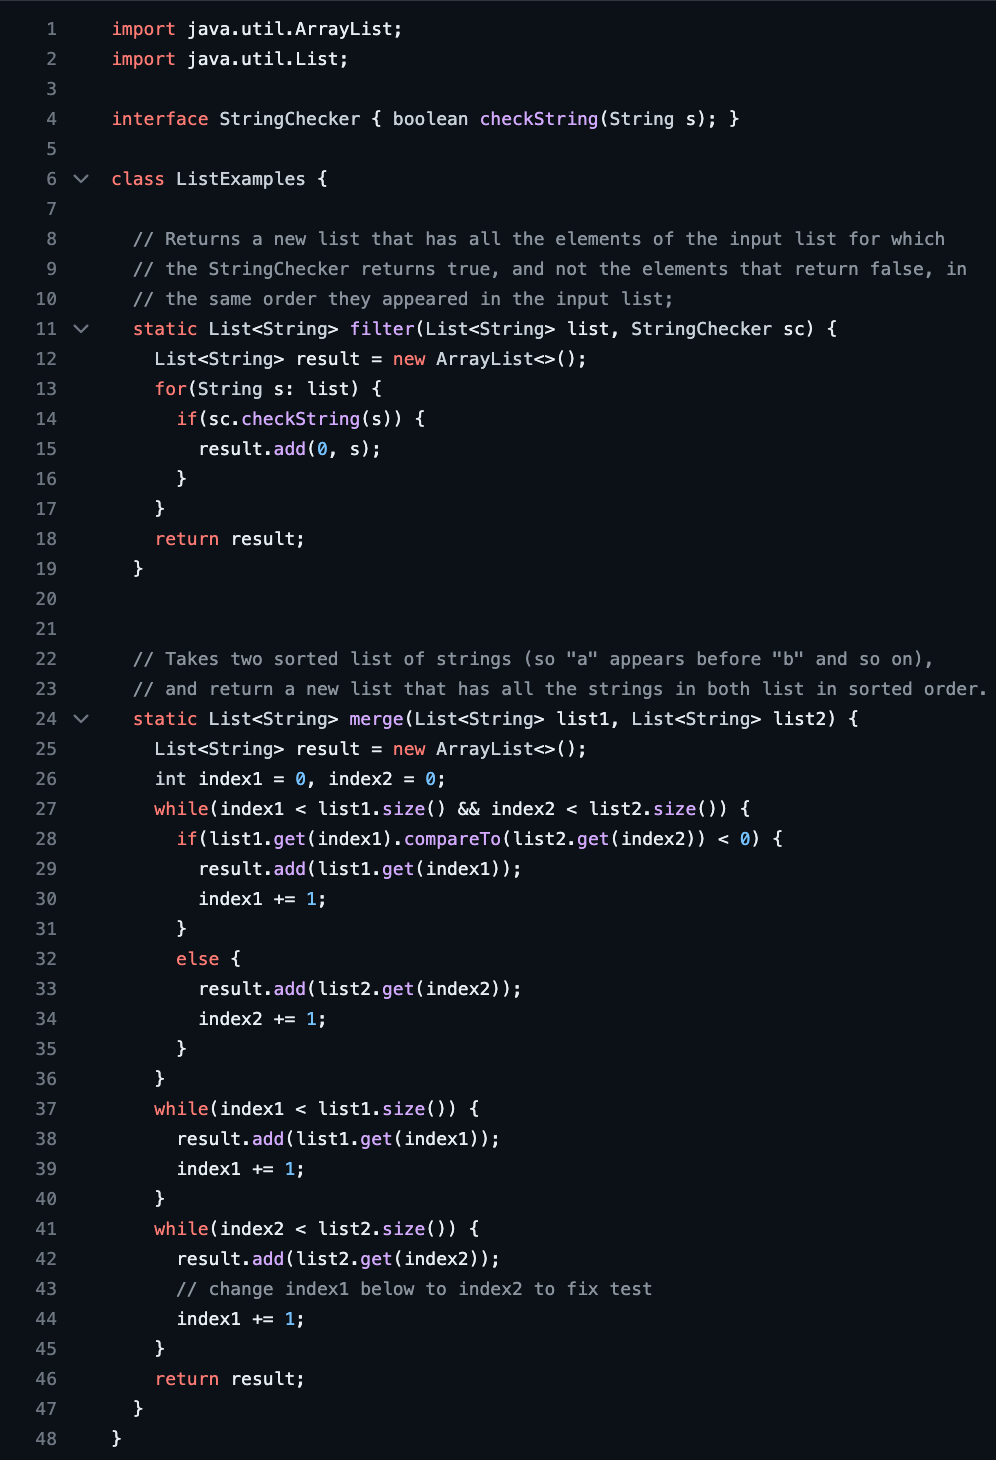 1 import java.util.ArrayList;
2 import java.util.List;
3
4 interface StringChecker { boolean checkString(String s); }
5
6 class ListExamples {
7
8   // Returns a new list that has all the elements of the input list for which
9   // the StringChecker returns true, and not the elements that return false, in
10   // the same order they appeared in the input list;
11   static List<String> filter(List<String> list, StringChecker sc) {
12     List<String> result = new ArrayList<>();
13     for(String s: list) {
14       if(sc.checkString(s)) {
15         result.add(0, s);
16       }
17     }
18     return result;
19   }
20
21
22   // Takes two sorted list of strings (so "a" appears before "b" and so on),
23   // and return a new list that has all the strings in both list in sorted order.
24   static List<String> merge(List<String> list1, List<String> list2) {
25     List<String> result = new ArrayList<>();
26     int index1 = 0, index2 = 0;
27     while(index1 < list1.size() && index2 < list2.size()) {
28       if(list1.get(index1).compareTo(list2.get(index2)) < 0) {
29         result.add(list1.get(index1));
30         index1 += 1;
31       }
32       else {
33         result.add(list2.get(index2));
34         index2 += 1;
35       }
36     }
37     while(index1 < list1.size()) {
38       result.add(list1.get(index1));
39       index1 += 1;
40     }
41     while(index2 < list2.size()) {
42       result.add(list2.get(index2));
43       // change index1 below to index2 to fix test
44       index1 += 1;
45     }
46     return result;
47   }
48 }